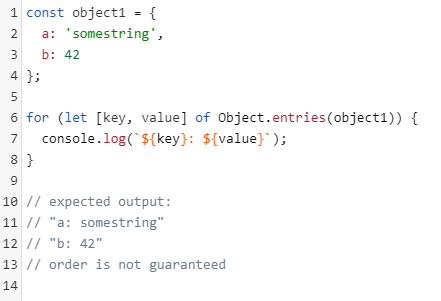 1 const object1 = {
2   a: 'somestring',
3   b: 42
4 };
5
6 for (let [key, value] of Object.entries(object1)) {
7   console.log(`${key}: ${value}`);
8 }
9
10 // expected output:
11 // "a: somestring"
12 // "b: 42"
13 // order is not guaranteed
14